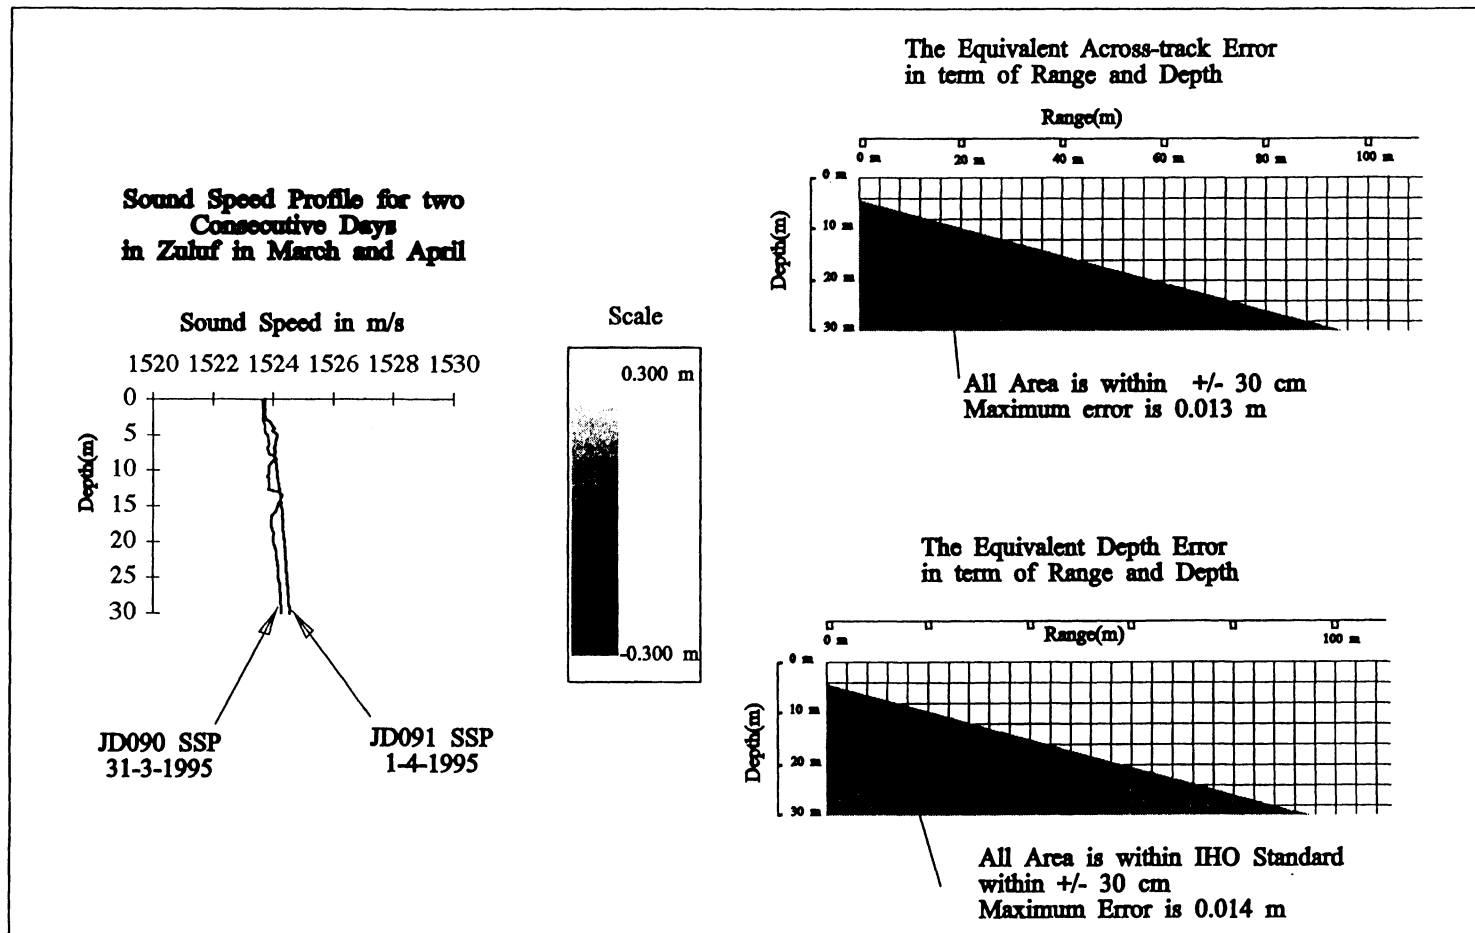 The Equivalent Across-track Error
in term of Range and Depth
Range(m)
0 m 20 m 40 m 60 m 80 m 100 m
Depth(m)
0 m
10 m
20 m
30 m
All Area is within +/- 30 cm
Maximum error is 0.013 m
Sound Speed Profile for two
Consecutive Days
in Zuluf in March and April
Sound Speed in m/s
1520 1522 1524 1526 1528 1530
Depth(m)
0
5
10
15
20
25
30
JD090 SSP
31-3-1995
JD091 SSP
1-4-1995
Scale
0.300 m
-0.300 m
The Equivalent Depth Error
in term of Range and Depth
Range(m)
0 m 100 m
Depth(m)
0 m
10 m
20 m
30 m
All Area is within IHO Standard
within +/- 30 cm
Maximum Error is 0.014 m